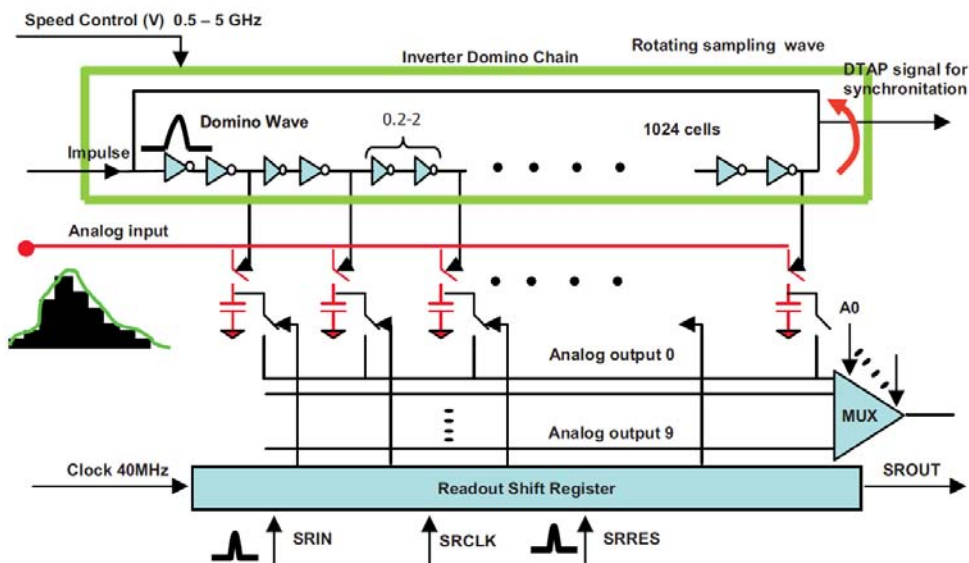 Speed Control (V) 0.5 – 5 GHz
Rotating sampling wave
Inverter Domino Chain
DTAP signal for
synchronitation
Domino Wave
0.2-2
1024 cells
Impulse
Analog input
A0
Analog output 0
MUX
Analog output 9
Clock 40MHz
SROUT
Readout Shift Register
SRIN
SRCLK
SRRES